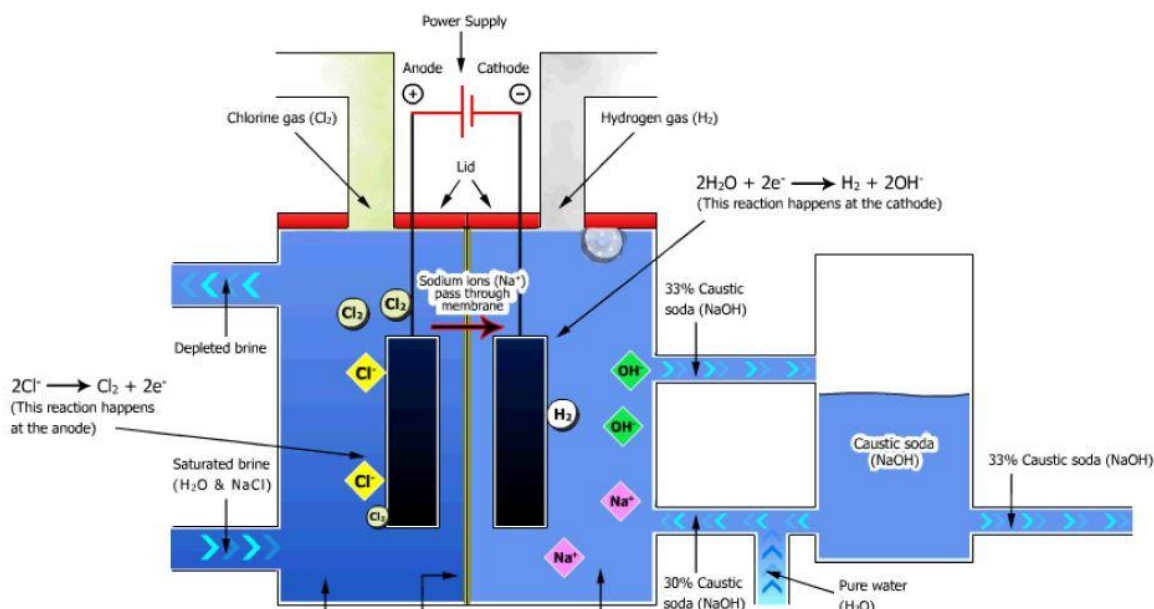 Power Supply
Anode
Cathode
+
−
Chlorine gas (Cl₂)
Hydrogen gas (H₂)
Lid
2H₂O + 2e⁻ ⟶ H₂ + 2OH⁻
(This reaction happens at the cathode)
Sodium ions (Na⁺)
pass through
membrane
33% Caustic
soda (NaOH)
Cl₂
Cl₂
Depleted brine
2Cl⁻ ⟶ Cl₂ + 2e⁻
(This reaction happens
at the anode)
Cl⁻
OH⁻
H₂
OH⁻
Caustic soda
(NaOH)
33% Caustic soda (NaOH)
Saturated brine
(H₂O & NaCl)
Cl⁻
Na⁺
Cl₂
Na⁺
30% Caustic
soda (NaOH)
Pure water
(H₂O)